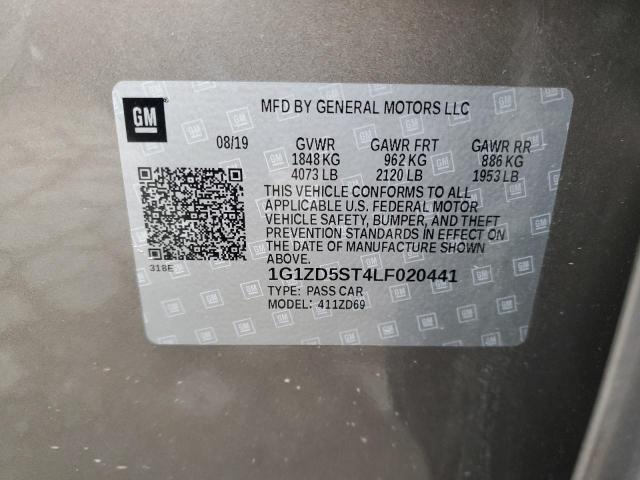 GM
MFD BY GENERAL MOTORS LLC
08/19 GVWR GAWR FRT GAWR RR
1848 KG 962 KG 886 KG
4073 LB 2120 LB 1953 LB
THIS VEHICLE CONFORMS TO ALL
APPLICABLE U.S. FEDERAL MOTOR
VEHICLE SAFETY, BUMPER, AND THEFT
PREVENTION STANDARDS IN EFFECT ON
THE DATE OF MANUFACTURE SHOWN
ABOVE.
318E
1G1ZD5ST4LF020441
TYPE: PASS CAR
MODEL: 411ZD69